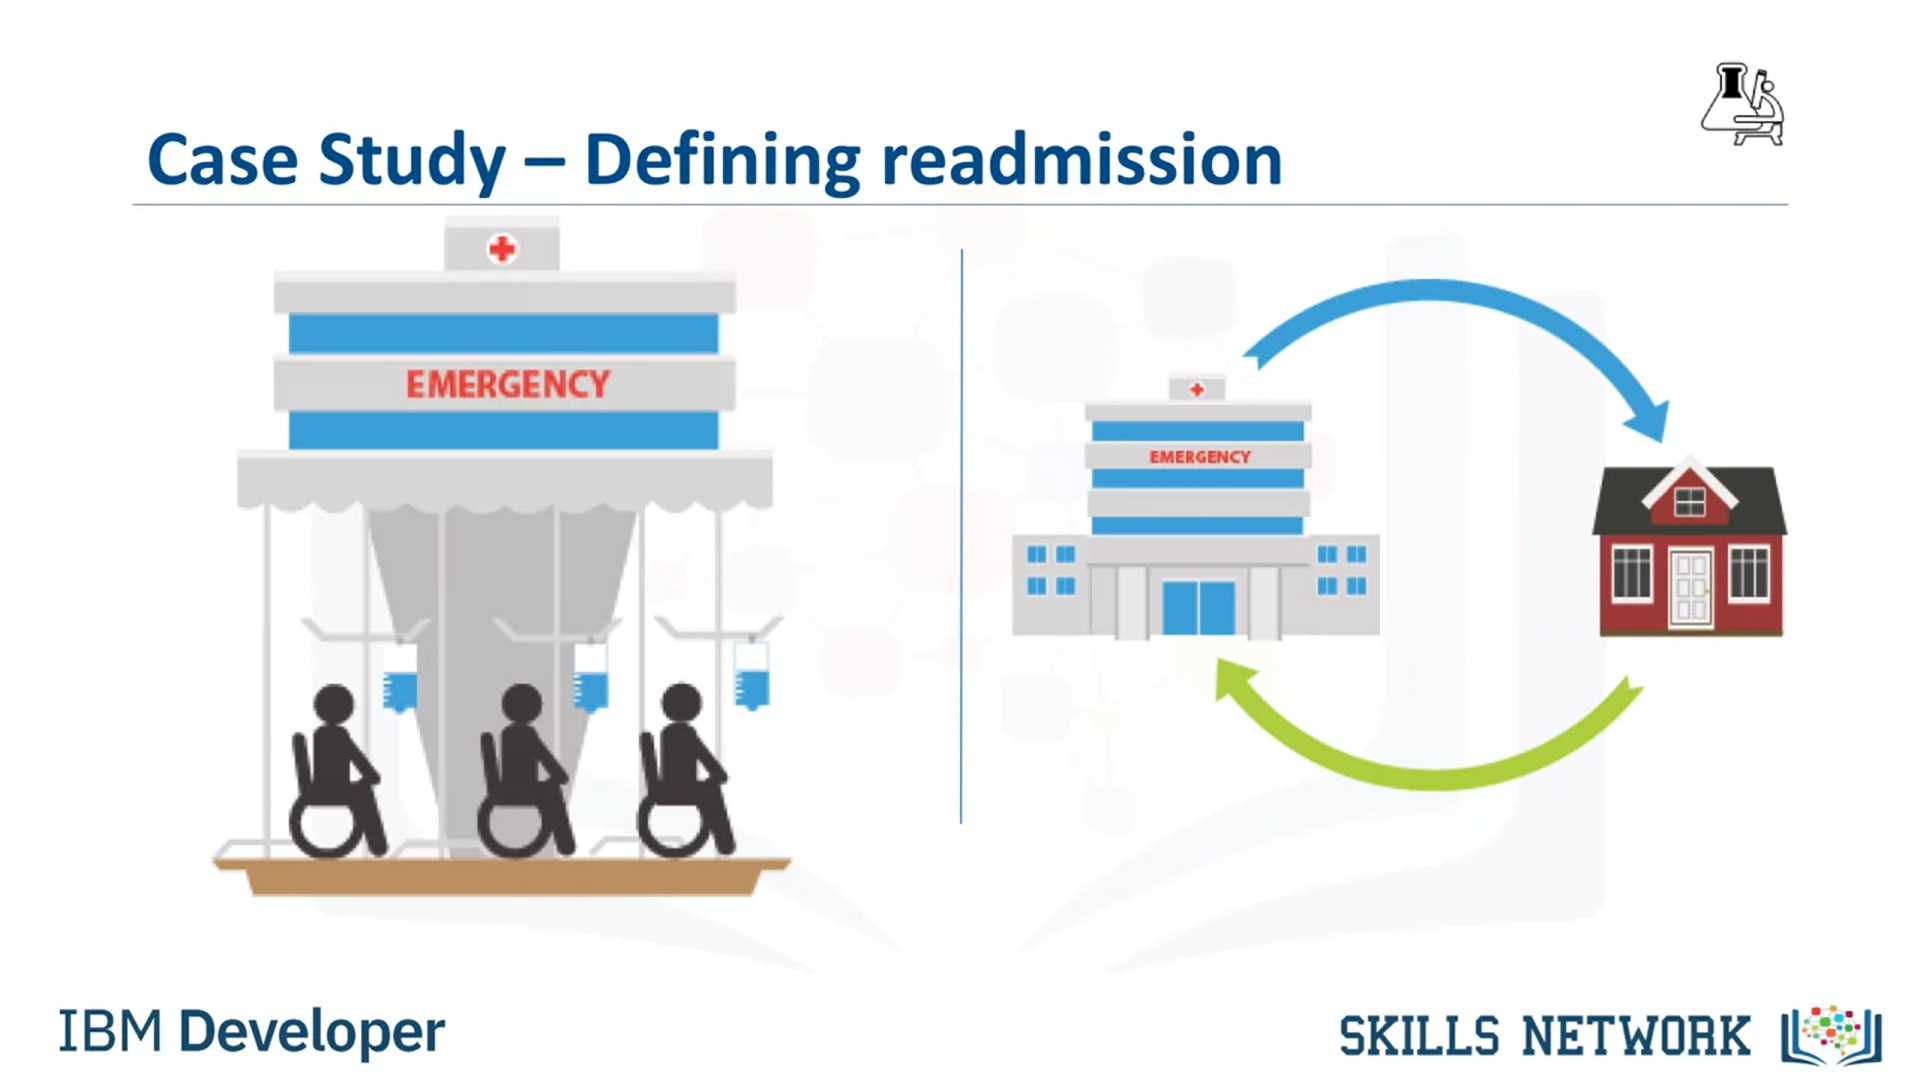 Case Study – Defining readmission
EMERGENCY
EMERGENCY
IBM Developer
SKILLS NETWORK